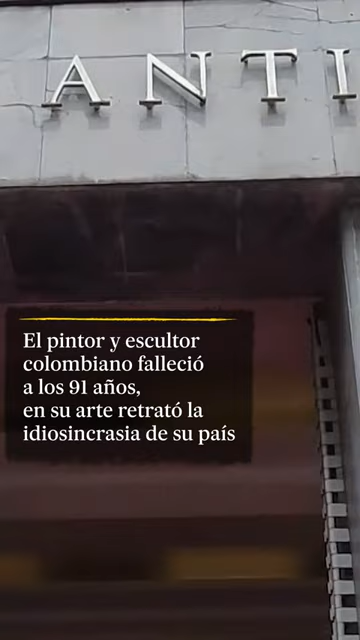 ANTI
El pintor y escultor
colombiano falleció
a los 91 años,
en su arte retrató la
idiosincrasia de su país